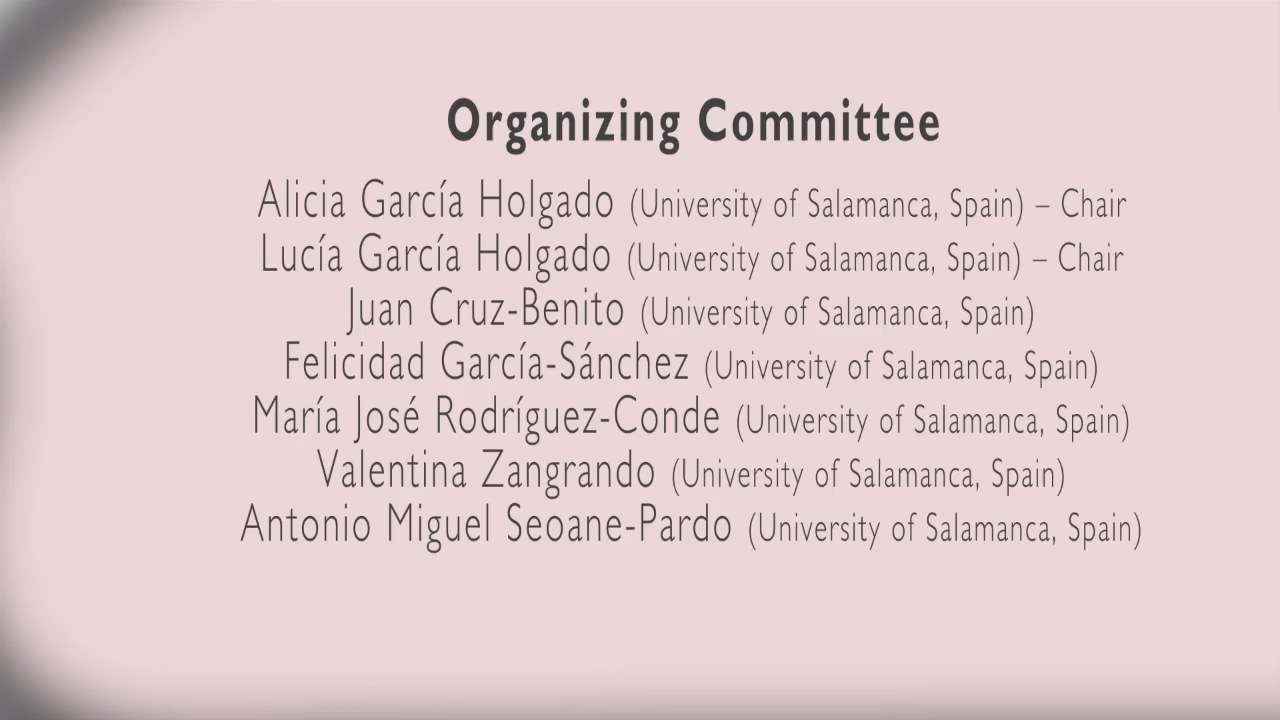 Organizing Committee
Alicia García Holgado (University of Salamanca, Spain) – Chair
Lucía García Holgado (University of Salamanca, Spain) – Chair
Juan Cruz-Benito (University of Salamanca, Spain)
Felicidad García-Sánchez (University of Salamanca, Spain)
María José Rodríguez-Conde (University of Salamanca, Spain)
Valentina Zangrando (University of Salamanca, Spain)
Antonio Miguel Seoane-Pardo (University of Salamanca, Spain)